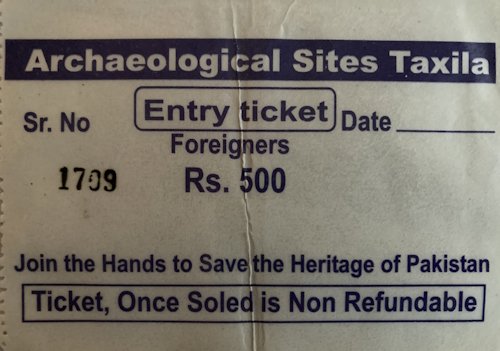 Archaeological Sites Taxila
Sr. No Entry ticket Date
Foreigners
1709 Rs. 500
Join the Hands to Save the Heritage of Pakistan
Ticket, Once Soled is Non Refundable